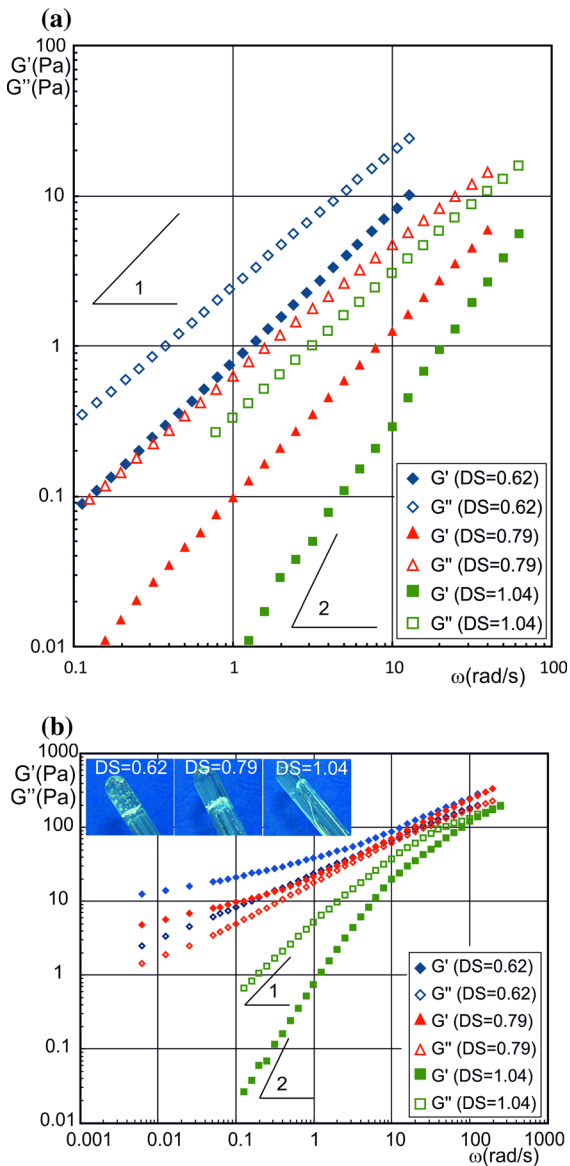 (a)
100
G'(Pa)
G''(Pa)
10
1
1
0.1
2
G' (DS=0.62)
G'' (DS=0.62)
G' (DS=0.79)
G'' (DS=0.79)
G' (DS=1.04)
G'' (DS=1.04)
0.01
0.1 1 10 100
ω(rad/s)
(b)
1000
G'(Pa)
G''(Pa)
DS=0.62 DS=0.79 DS=1.04
100
10
1
1
0.1
2
G' (DS=0.62)
G'' (DS=0.62)
G' (DS=0.79)
G'' (DS=0.79)
G' (DS=1.04)
G'' (DS=1.04)
0.01
0.001 0.01 0.1 1 10 100 1000
ω(rad/s)